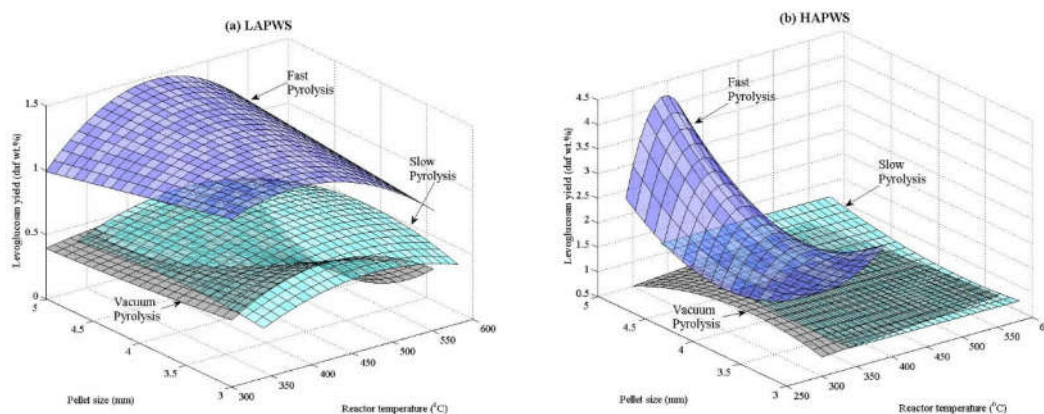 (a) LAPWS
Fast
Pyrolysis
Slow
Pyrolysis
Vacuum
Pyrolysis
Levoglucosan yield (daf wt.%)
1.5
1
0.5
0
5
4.5
4
3.5
3
Pellet size (mm)
300
350
400
450
500
550
600
Reactor temperature (⁰C)
(b) HAPWS
Fast
Pyrolysis
Slow
Pyrolysis
Vacuum
Pyrolysis
Levoglucosan yield (daf wt.%)
4.5
4
3.5
3
2.5
2
1.5
1
0.5
5
4.5
4
3.5
3
Pellet size (mm)
250
300
350
400
450
500
550
6
Reactor temperature (⁰C)